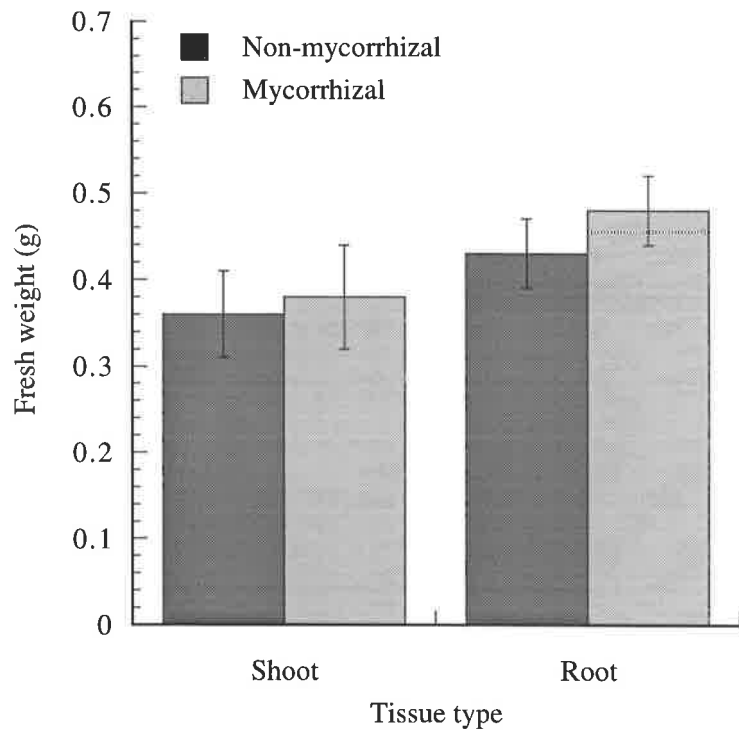 0.7
Non-mycorrhizal
Mycorrhizal
0.6
0.5
0.4
0.3
0.2
0.1
0
Fresh weight (g)
Shoot
Root
Tissue type